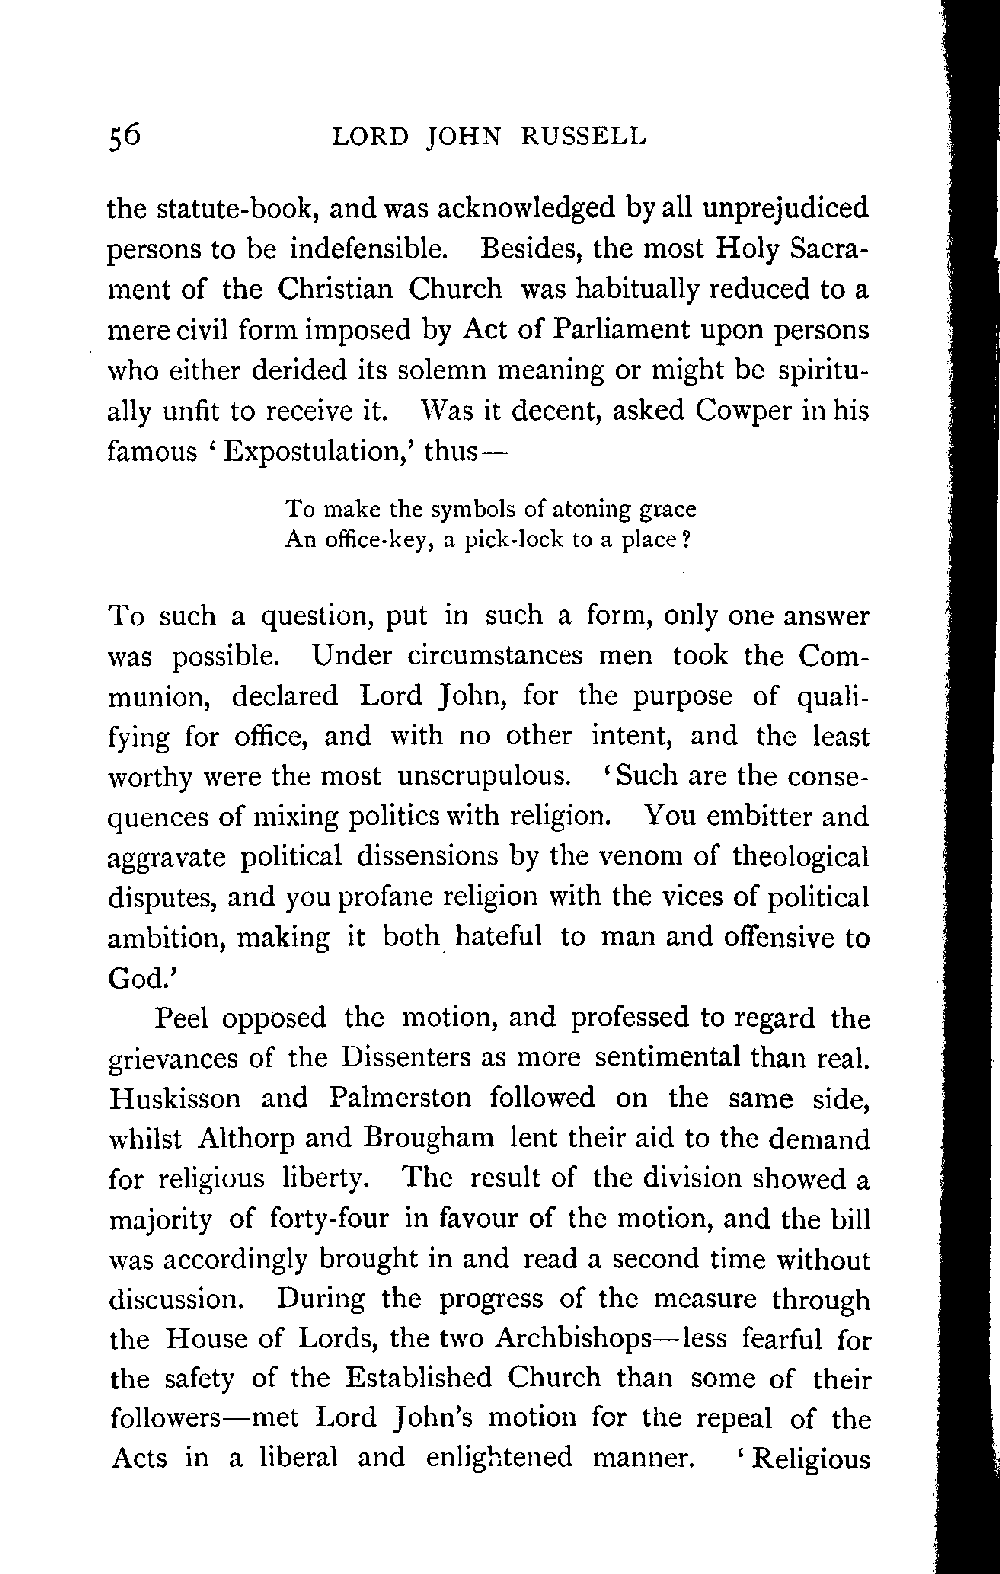 56 LORD JOHN RUSSELL
the statute-book, and was acknowledged by all unprejudiced
persons to be indefensible. Besides, the most Holy Sacra-
ment of the Christian Church was habitually reduced to a
mere civil form imposed by Act of Parliament upon persons
who either derided its solemn meaning or might be spiritu-
ally unfit to receive it. Was it decent, asked Cowper in his
famous ‘ Expostulation,’ thus—
To make the symbols of atoning grace
An office-key, a pick-lock to a place ?
To such a question, put in such a form, only one answer
was possible. Under circumstances men took the Com-
munion, declared Lord John, for the purpose of quali-
fying for office, and with no other intent, and the least
worthy were the most unscrupulous. ‘ Such are the conse-
quences of mixing politics with religion. You embitter and
aggravate political dissensions by the venom of theological
disputes, and you profane religion with the vices of political
ambition, making it both hateful to man and offensive to
God.’
Peel opposed the motion, and professed to regard the
grievances of the Dissenters as more sentimental than real.
Huskisson and Palmerston followed on the same side,
whilst Althorp and Brougham lent their aid to the demand
for religious liberty. The result of the division showed a
majority of forty-four in favour of the motion, and the bill
was accordingly brought in and read a second time without
discussion. During the progress of the measure through
the House of Lords, the two Archbishops—less fearful for
the safety of the Established Church than some of their
followers—met Lord John’s motion for the repeal of the
Acts in a liberal and enlightened manner. ‘ Religious